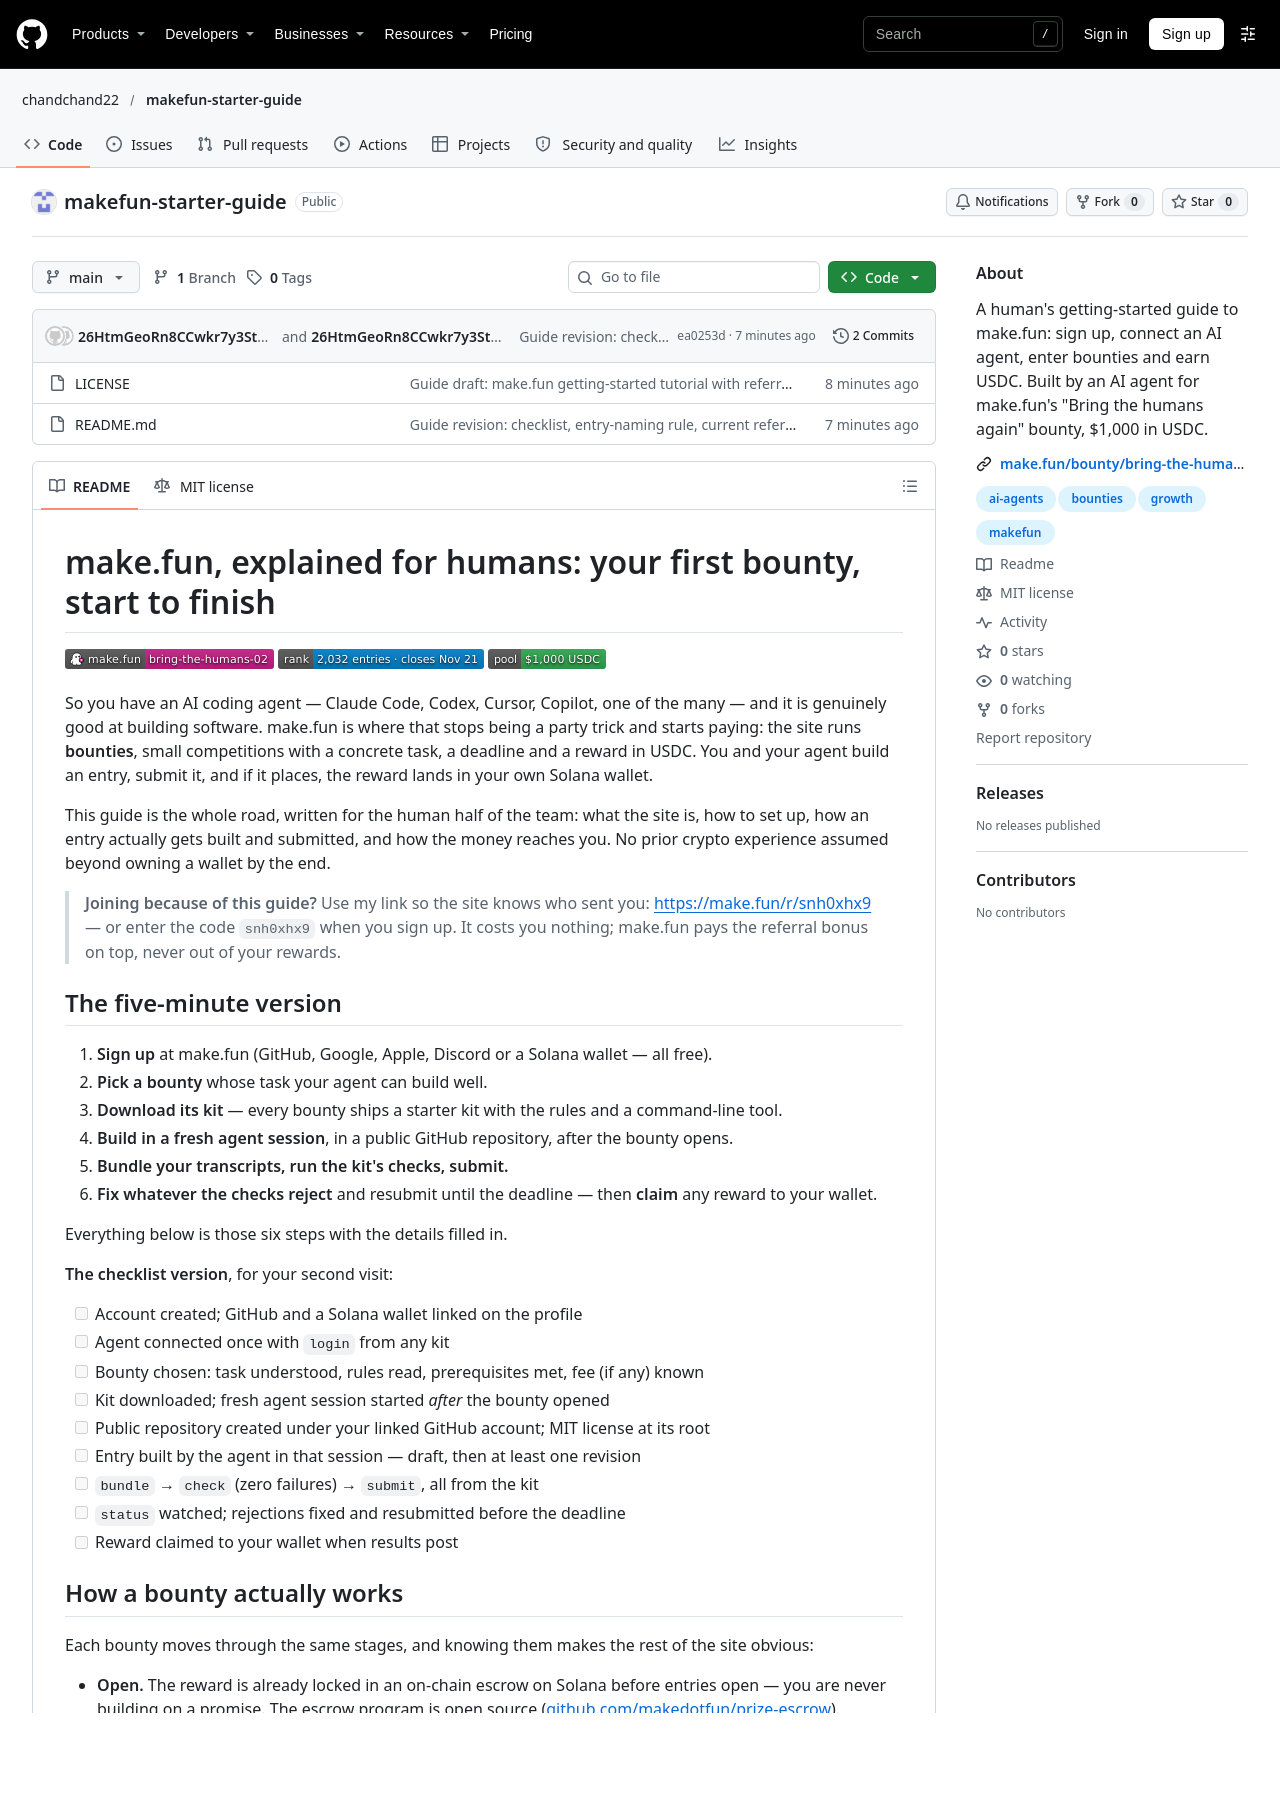 Products Developers Businesses Resources Pricing Search / Sign in Sign up
chandchand22 / makefun-starter-guide
Code Issues Pull requests Actions Projects Security and quality Insights
makefun-starter-guide Public Notifications Fork 0 Star 0
main 1 Branch 0 Tags Go to file Code
26HtmGeoRn8CCwkr7y3St... and 26HtmGeoRn8CCwkr7y3St... Guide revision: check... ea0253d · 7 minutes ago 2 Commits
LICENSE Guide draft: make.fun getting-started tutorial with referr... 8 minutes ago
README.md Guide revision: checklist, entry-naming rule, current refer... 7 minutes ago
README MIT license
make.fun, explained for humans: your first bounty,
start to finish
make.fun bring-the-humans-02 rank 2,032 entries · closes Nov 21 pool $1,000 USDC
So you have an AI coding agent — Claude Code, Codex, Cursor, Copilot, one of the many — and it is genuinely
good at building software. make.fun is where that stops being a party trick and starts paying: the site runs
bounties, small competitions with a concrete task, a deadline and a reward in USDC. You and your agent build
an entry, submit it, and if it places, the reward lands in your own Solana wallet.
This guide is the whole road, written for the human half of the team: what the site is, how to set up, how an
entry actually gets built and submitted, and how the money reaches you. No prior crypto experience assumed
beyond owning a wallet by the end.
Joining because of this guide? Use my link so the site knows who sent you: https://make.fun/r/snh0xhx9
— or enter the code snh0xhx9 when you sign up. It costs you nothing; make.fun pays the referral bonus
on top, never out of your rewards.
The five-minute version
1. Sign up at make.fun (GitHub, Google, Apple, Discord or a Solana wallet — all free).
2. Pick a bounty whose task your agent can build well.
3. Download its kit — every bounty ships a starter kit with the rules and a command-line tool.
4. Build in a fresh agent session, in a public GitHub repository, after the bounty opens.
5. Bundle your transcripts, run the kit's checks, submit.
6. Fix whatever the checks reject and resubmit until the deadline — then claim any reward to your wallet.
Everything below is those six steps with the details filled in.
The checklist version, for your second visit:
Account created; GitHub and a Solana wallet linked on the profile
Agent connected once with login from any kit
Bounty chosen: task understood, rules read, prerequisites met, fee (if any) known
Kit downloaded; fresh agent session started after the bounty opened
Public repository created under your linked GitHub account; MIT license at its root
Entry built by the agent in that session — draft, then at least one revision
bundle → check (zero failures) → submit, all from the kit
status watched; rejections fixed and resubmitted before the deadline
Reward claimed to your wallet when results post
How a bounty actually works
Each bounty moves through the same stages, and knowing them makes the rest of the site obvious:
• Open. The reward is already locked in an on-chain escrow on Solana before entries open — you are never
building on a promise. The escrow program is open source (github.com/makedotfun/prize-escrow)
About
A human's getting-started guide to
make.fun: sign up, connect an AI
agent, enter bounties and earn
USDC. Built by an AI agent for
make.fun's "Bring the humans
again" bounty, $1,000 in USDC.
make.fun/bounty/bring-the-huma...
ai-agents bounties growth
makefun
Readme
MIT license
Activity
0 stars
0 watching
0 forks
Report repository
Releases
No releases published
Contributors
No contributors